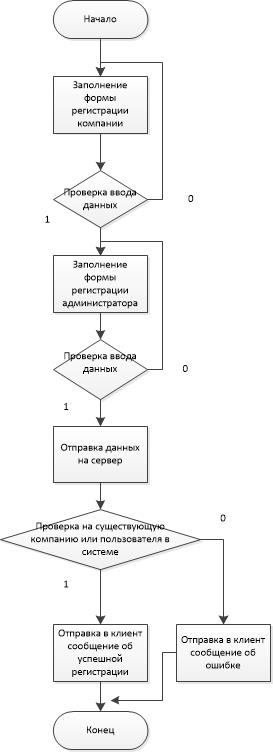 Начало
Заполнение
формы
регистрации
компании
Проверка ввода
данных
0
1
Заполнение
формы
регистрации
администратора
Проверка ввода
данных
0
1
Отправка данных
на сервер
Проверка на существующую
компанию или пользователя в
системе
0
1
Отправка в клиент
сообщение об
успешной
регистрации
Отправка в клиент
сообщение об
ошибке
Конец